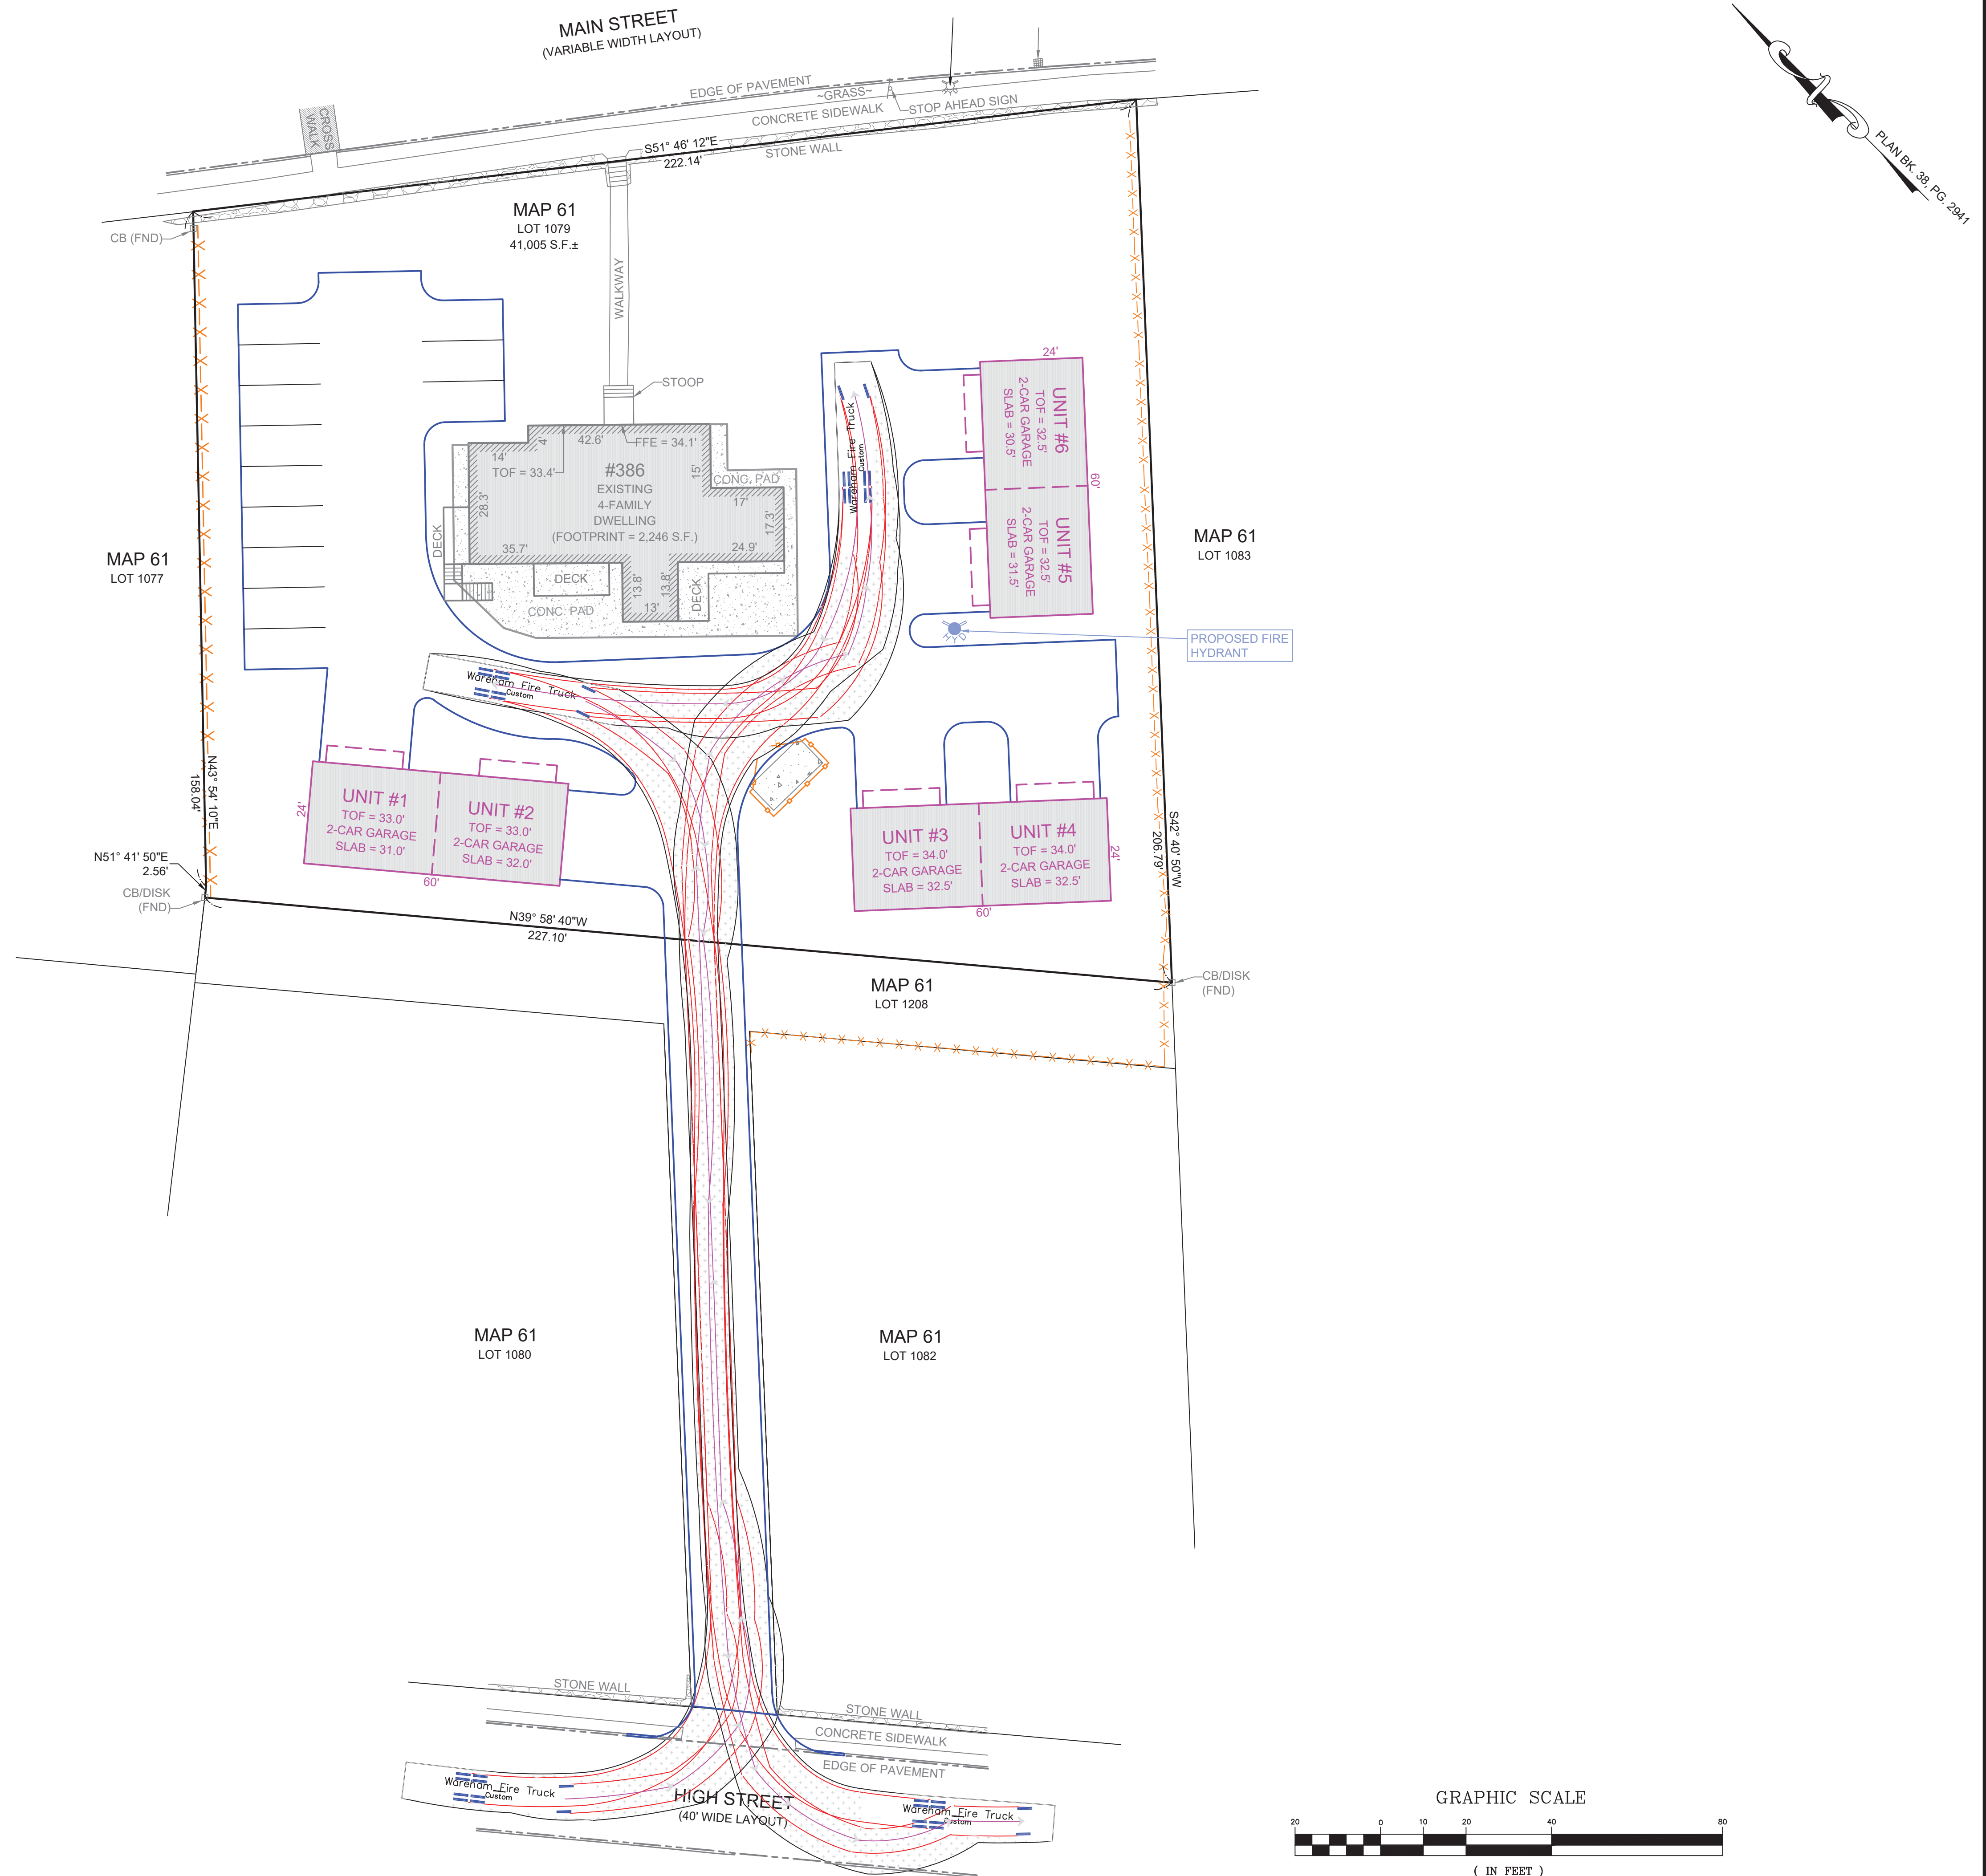 MAIN STREET
(VARIABLE WIDTH LAYOUT)
PLAN BK. 38, PG. 2941
EDGE OF PAVEMENT
~GRASS~
CROSS
WALK
CONCRETE SIDEWALK
STOP AHEAD SIGN
S51° 46' 12"E
222.14'
STONE WALL
CB (FND)
MAP 61
LOT 1079
41,005 S.F.±
WALKWAY
STOOP
42.6'
4'
FFE = 34.1'
14'
TOF = 33.4'
#386
EXISTING
4-FAMILY
DWELLING
(FOOTPRINT = 2,246 S.F.)
15'
CONC. PAD
17'
17.3'
28.3'
DECK
35.7'
24.9'
DECK
13.8'
13.8'
DECK
CONC. PAD
13'
Wareham Fire Truck
Custom
24'
UNIT #6
TOF = 32.5'
2-CAR GARAGE
SLAB = 30.5'
60'
UNIT #5
TOF = 32.5'
2-CAR GARAGE
SLAB = 31.5'
MAP 61
LOT 1077
MAP 61
LOT 1083
HYD
PROPOSED FIRE
HYDRANT
Wareham Fire Truck
Custom
N43° 54' 10"E
158.04'
24'
UNIT #1
TOF = 33.0'
2-CAR GARAGE
SLAB = 31.0'
UNIT #2
TOF = 33.0'
2-CAR GARAGE
SLAB = 32.0'
60'
UNIT #3
TOF = 34.0'
2-CAR GARAGE
SLAB = 32.5'
UNIT #4
TOF = 34.0'
2-CAR GARAGE
SLAB = 32.5'
24'
60'
S42° 40' 50"W
206.79'
N51° 41' 50"E
2.56'
CB/DISK
(FND)
N39° 58' 40"W
227.10'
CB/DISK
(FND)
MAP 61
LOT 1208
MAP 61
LOT 1080
MAP 61
LOT 1082
STONE WALL
STONE WALL
CONCRETE SIDEWALK
EDGE OF PAVEMENT
Wareham Fire Truck
Custom
HIGH STREET
(40' WIDE LAYOUT)
Wareham Fire Truck
Custom
GRAPHIC SCALE
20 0 10 20 40 80
( IN FEET )